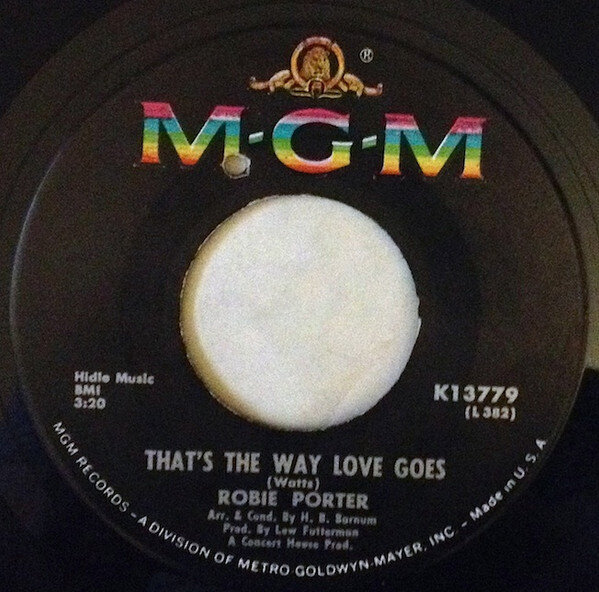 ®
M-G-M
Hidle Music
BMI
3:20
K13779
(L 382)
THAT'S THE WAY LOVE GOES
(Watts)
ROBIE PORTER
Arr. & Cond. By H. B. Barnum
Prod. By Lew Futterman
A Concert House Prod.
MGM RECORDS - A DIVISION OF METRO-GOLDWYN-MAYER, INC. - Made in U.S.A.